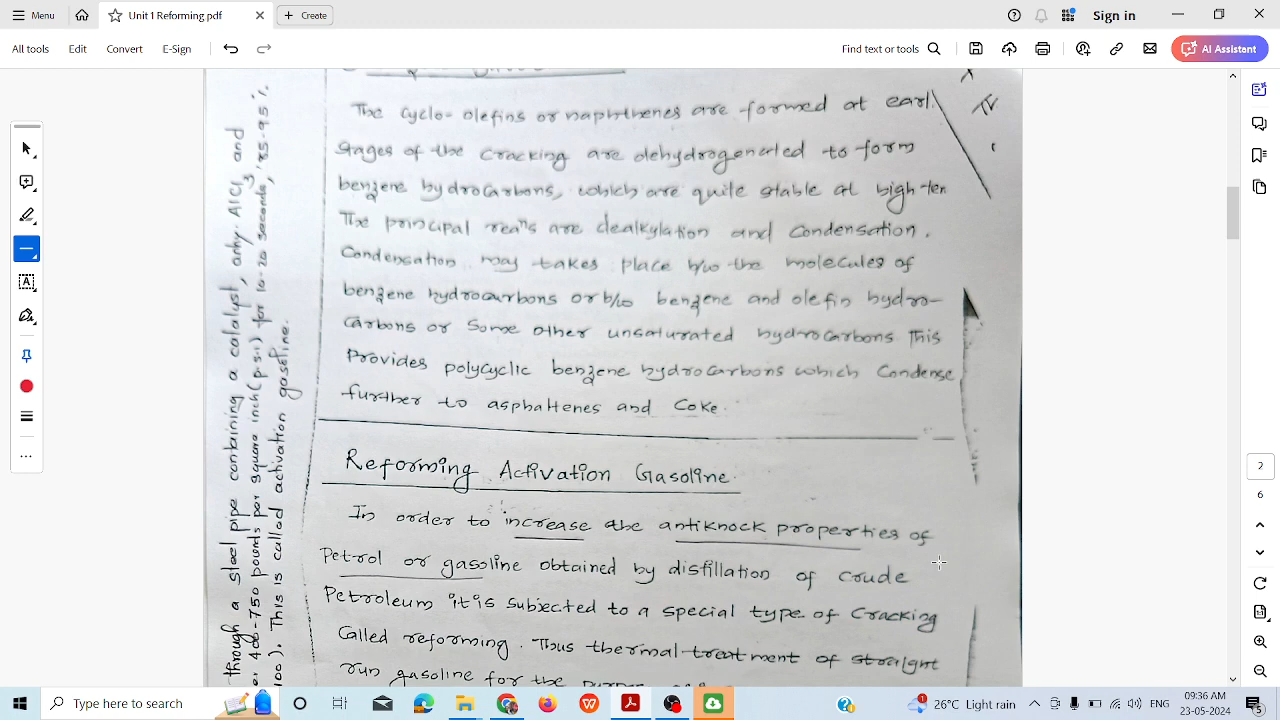 Menu
Unit 1 Reforming.pdf
Create
Sign in
All tools
Edit
Convert
E-Sign
Find text or tools
AI Assistant
The cyclo- olefins or naphthenes are formed at earl
stages of the cracking are dehydrogenerted to form
benzene hydrocarbons, which are quite stable at high ten
The principal reans are dealkylation and condensation.
Condensation may takes place b/w the molecules of
benzene hydrocarbons or b/w benzene and olefin hydro-
carbons or some other unsaturated hydrocarbons This
Provides polycyclic benzene hydrocarbons which Condense
further to asphaltenes and Coke.
Reforming Activation Gasoline.
In order to increase the antiknock properties of
Petrol or gasoline obtained by distillation of Crude
Petroleum it is subjected to a special type of Cracking
Called reforming. Thus thermal treatment of straight
run gasoline for the
through a steel pipe containing a catalyst, AlCl3 and
400-750 pounds per square inch (p.s.i) for 10-20 seconds, 85-95 %
This is called activation gasoline.
2
6
Type here to search
26°C Light rain
ENG
09:36 AM
23-05-2024
5